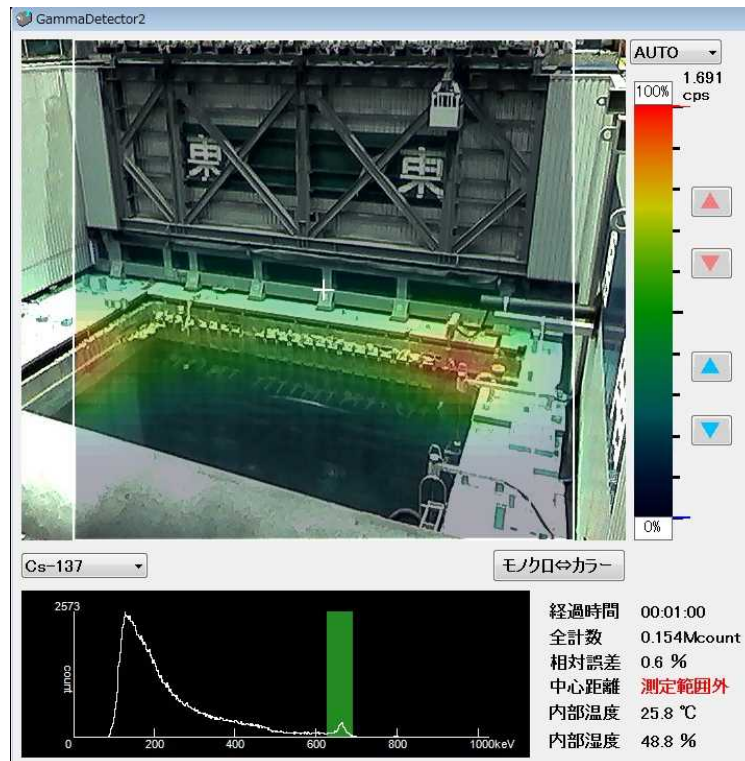 GammaDetector2
AUTO
1.691
cps
100%
東 東
0%
Cs-137
モノクロ⇔カラー
2573
count
0 200 400 600 800 1000keV
経過時間 00:01:00
全計数 0.154Mcount
相対誤差 0.6 %
中心距離 測定範囲外
内部温度 25.8 ℃
内部湿度 48.8 %